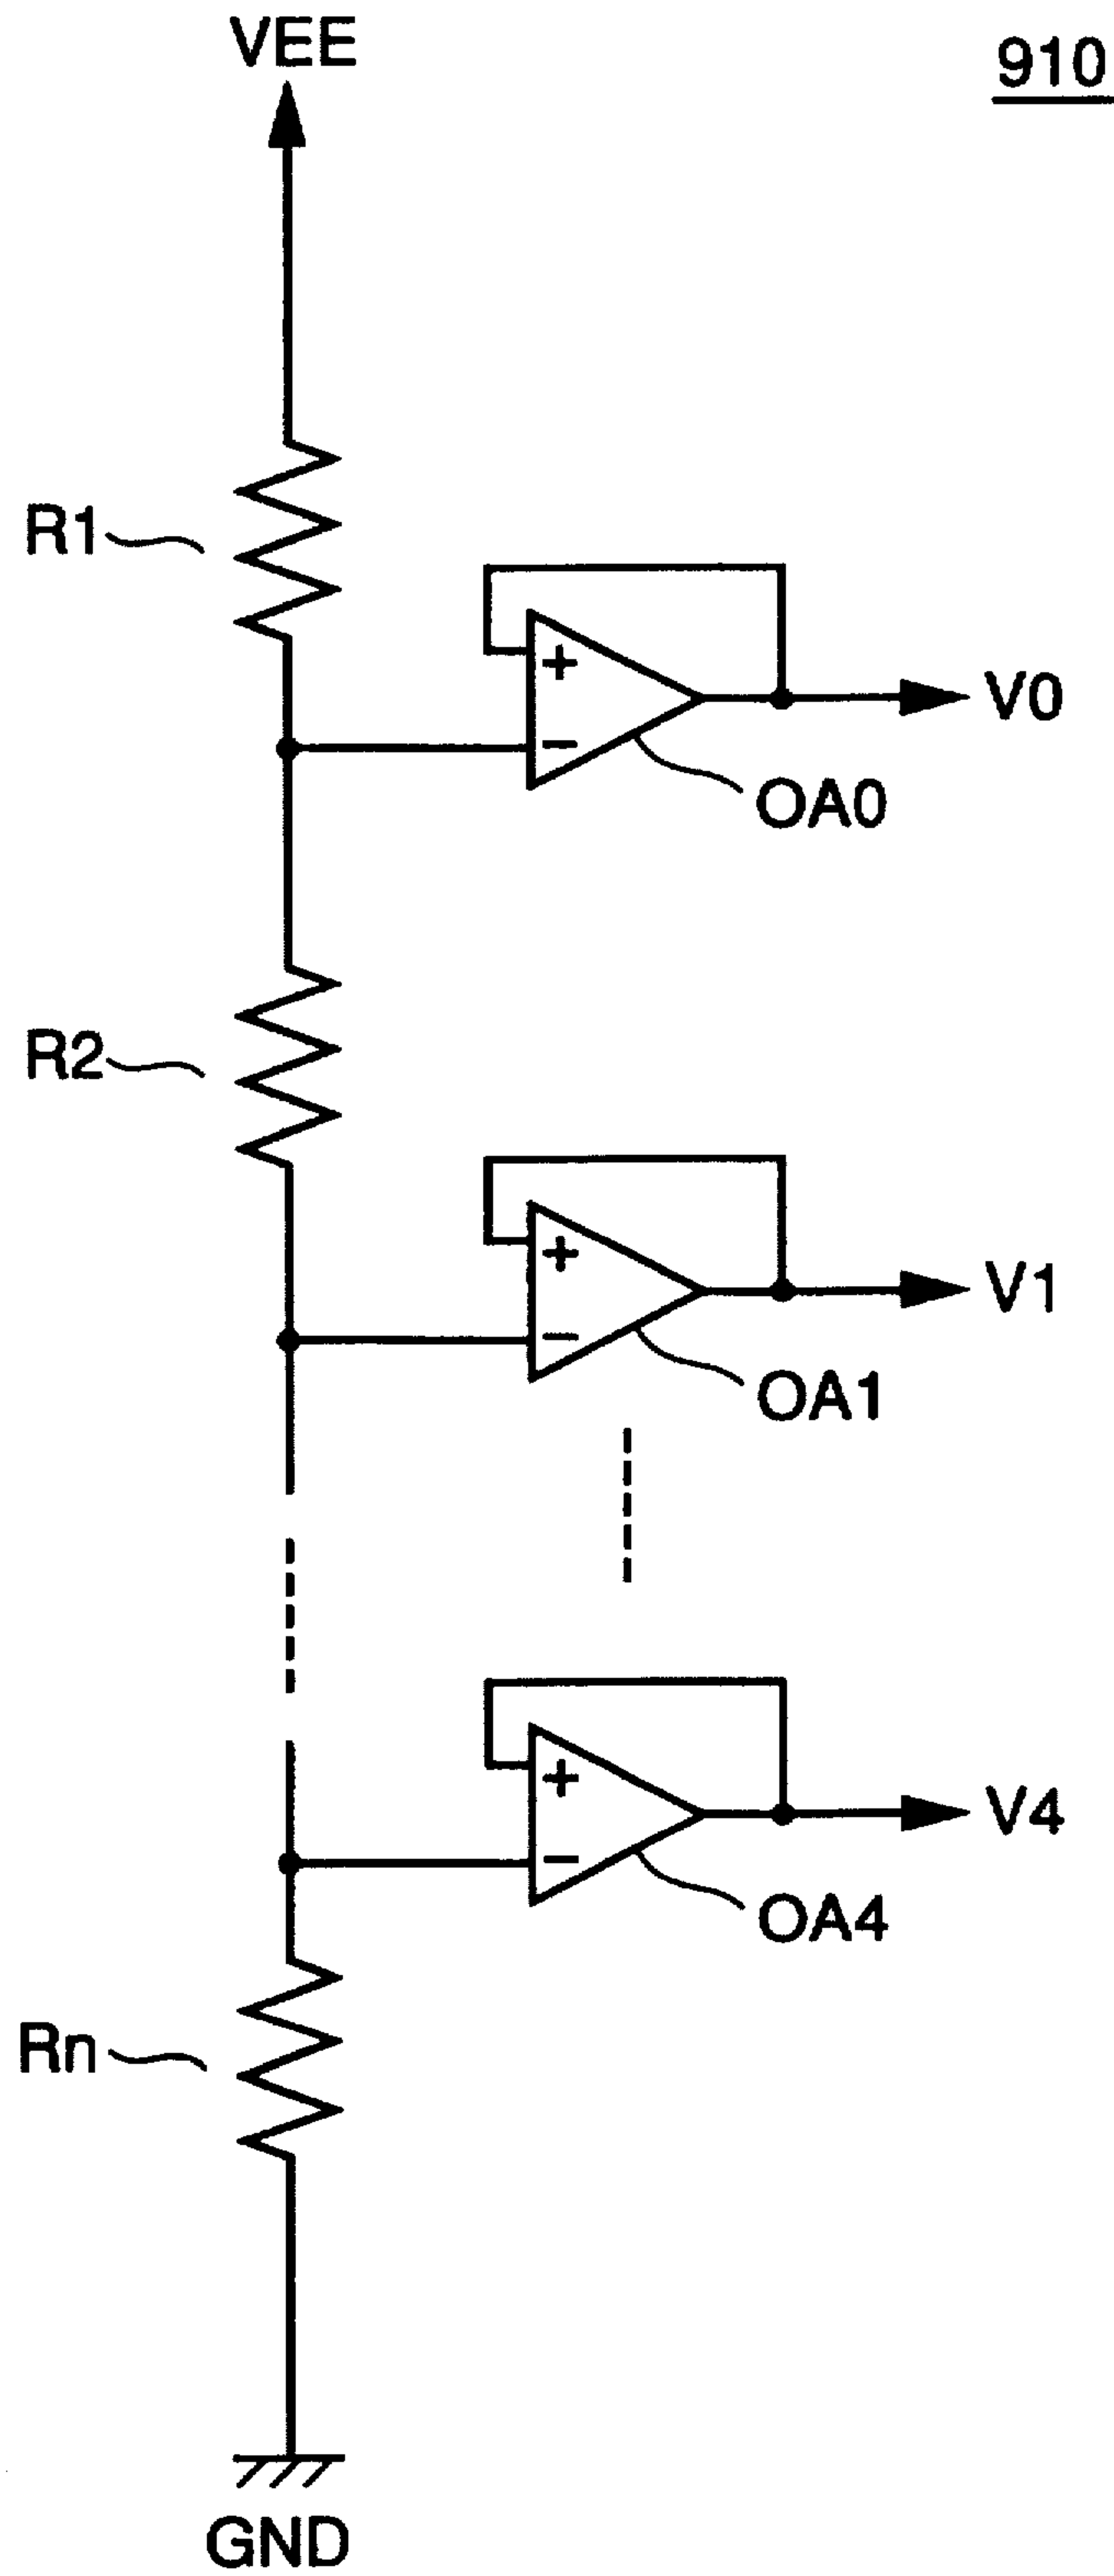 VEE
910
R1
+
−
V0
OA0
R2
+
−
V1
OA1
+
−
V4
OA4
Rn
GND